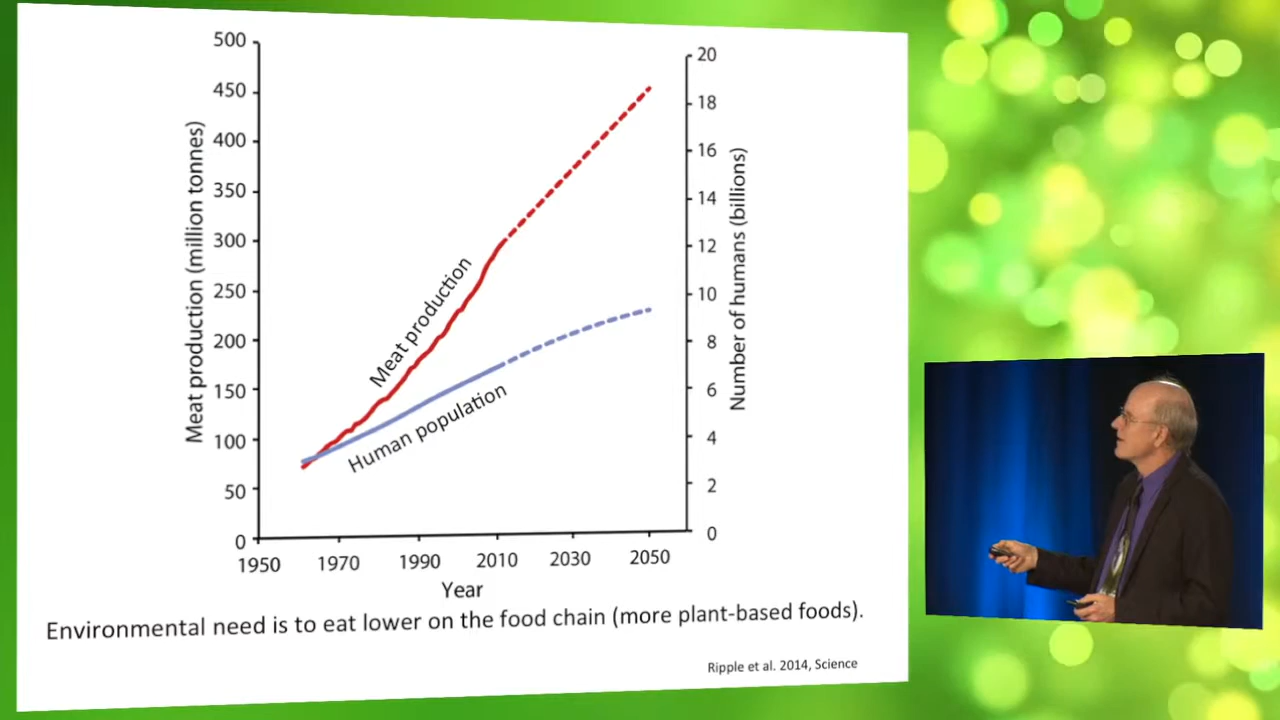 500
450
400
350
300
250
200
150
100
50
0
Meat production (million tonnes)
20
18
16
14
12
10
8
6
4
2
0
Number of humans (billions)
Meat production
Human population
1950 1970 1990 2010 2030 2050
Year
Environmental need is to eat lower on the food chain (more plant-based foods).
Ripple et al. 2014, Science